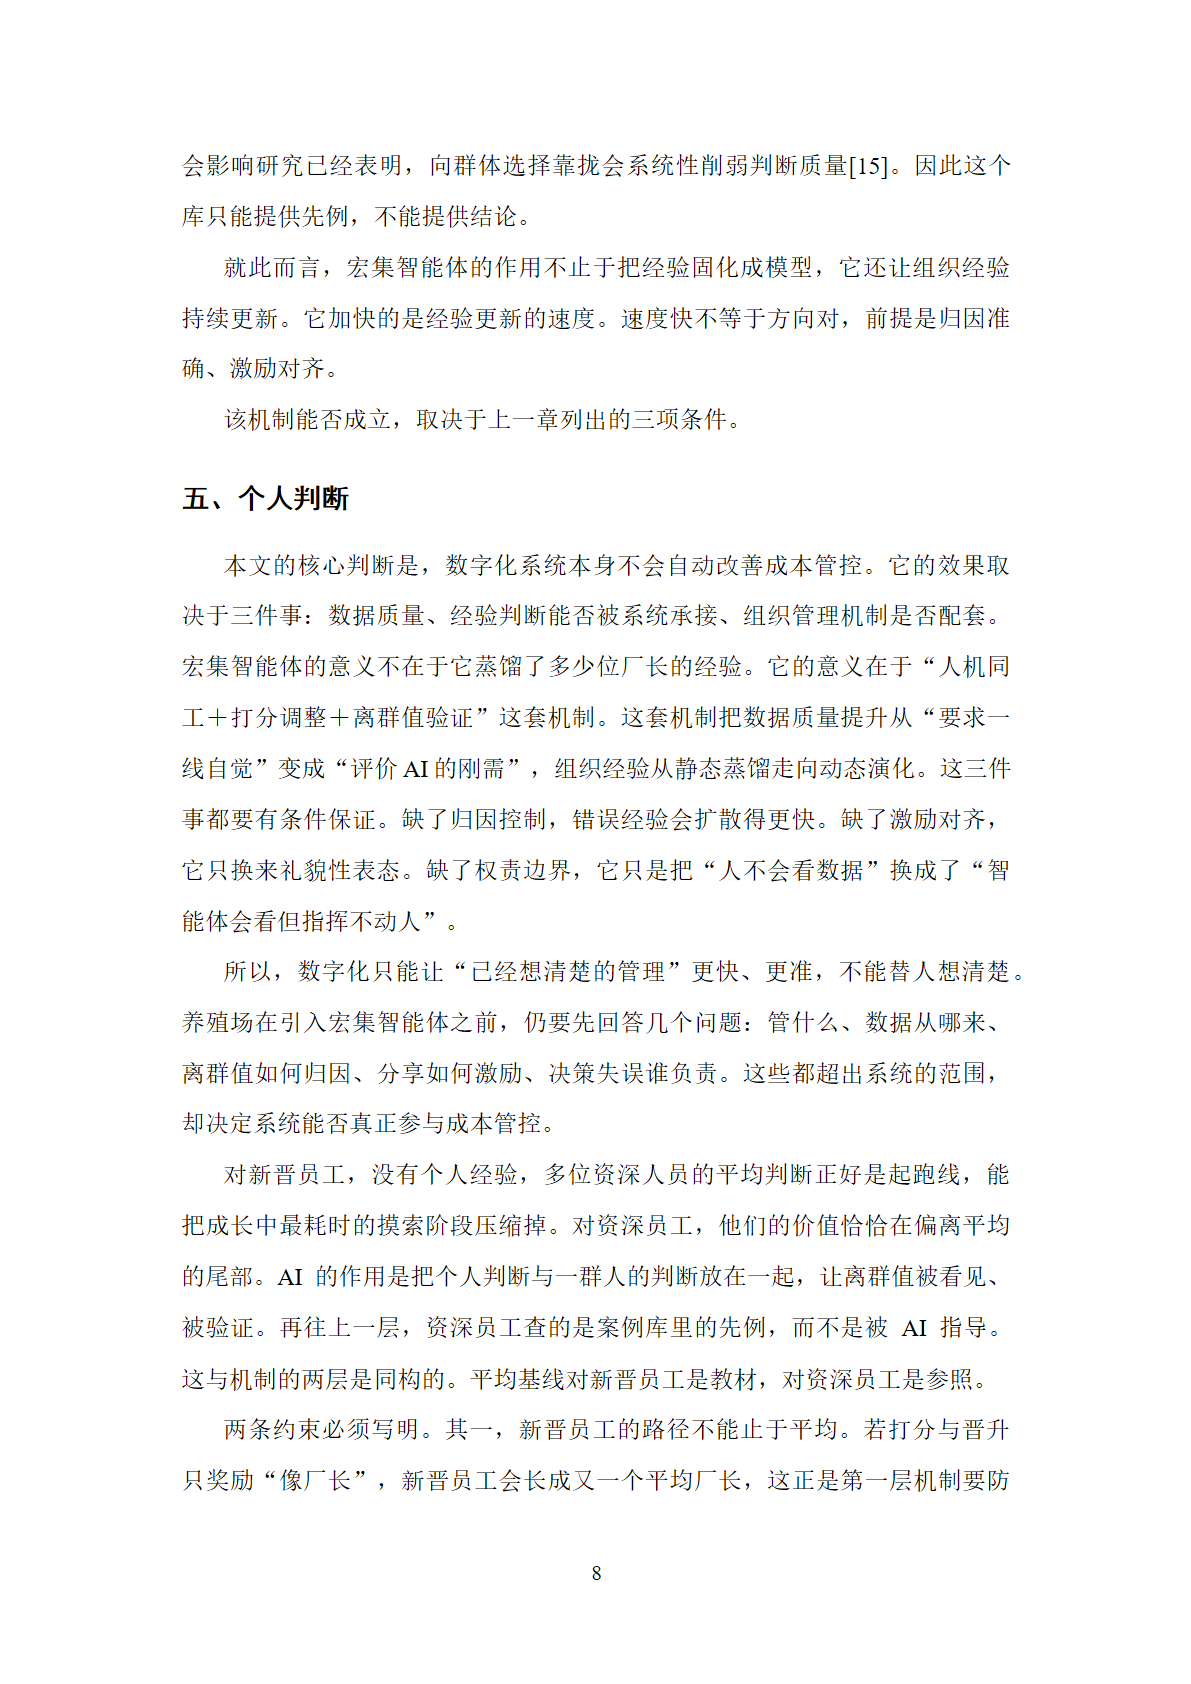 会影响研究已经表明，向群体选择靠拢会系统性削弱判断质量[15]。因此这个
库只能提供先例，不能提供结论。
就此而言，宏集智能体的作用不止于把经验固化成模型，它还让组织经验
持续更新。它加快的是经验更新的速度。速度快不等于方向对，前提是归因准
确、激励对齐。
该机制能否成立，取决于上一章列出的三项条件。
五、个人判断
本文的核心判断是，数字化系统本身不会自动改善成本管控。它的效果取
决于三件事：数据质量、经验判断能否被系统承接、组织管理机制是否配套。
宏集智能体的意义不在于它蒸馏了多少位厂长的经验。它的意义在于“人机同
工＋打分调整＋离群值验证”这套机制。这套机制把数据质量提升从“要求一
线自觉”变成“评价 AI 的刚需”，组织经验从静态蒸馏走向动态演化。这三件
事都要有条件保证。缺了归因控制，错误经验会扩散得更快。缺了激励对齐，
它只换来礼貌性表态。缺了权责边界，它只是把“人不会看数据”换成了“智
能体会看但指挥不动人”。
所以，数字化只能让“已经想清楚的管理”更快、更准，不能替人想清楚。
养殖场在引入宏集智能体之前，仍要先回答几个问题：管什么、数据从哪来、
离群值如何归因、分享如何激励、决策失误谁负责。这些都超出系统的范围，
却决定系统能否真正参与成本管控。
对新晋员工，没有个人经验，多位资深人员的平均判断正好是起跑线，能
把成长中最耗时的摸索阶段压缩掉。对资深员工，他们的价值恰恰在偏离平均
的尾部。AI 的作用是把个人判断与一群人的判断放在一起，让离群值被看见、
被验证。再往上一层，资深员工查的是案例库里的先例，而不是被 AI 指导。
这与机制的两层是同构的。平均基线对新晋员工是教材，对资深员工是参照。
两条约束必须写明。其一，新晋员工的路径不能止于平均。若打分与晋升
只奖励“像厂长”，新晋员工会长成又一个平均厂长，这正是第一层机制要防
8